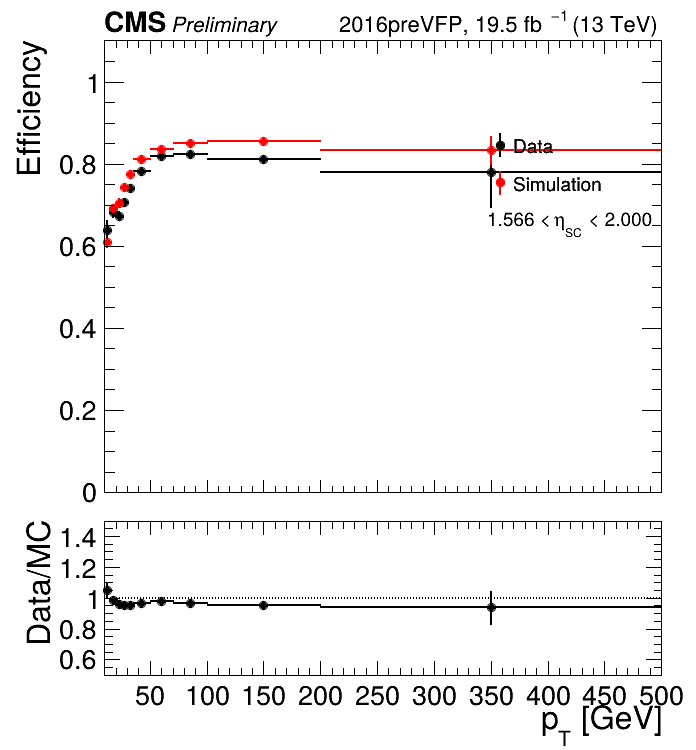 CMS Preliminary 2016preVFP, 19.5 fb⁻¹ (13 TeV)
Efficiency
1
0.8
0.6
0.4
0.2
0
Data
Simulation
1.566 < η_SC < 2.000
Data/MC
1.4
1.2
1
0.8
0.6
50 100 150 200 250 300 350 400 450 500
p_T [GeV]